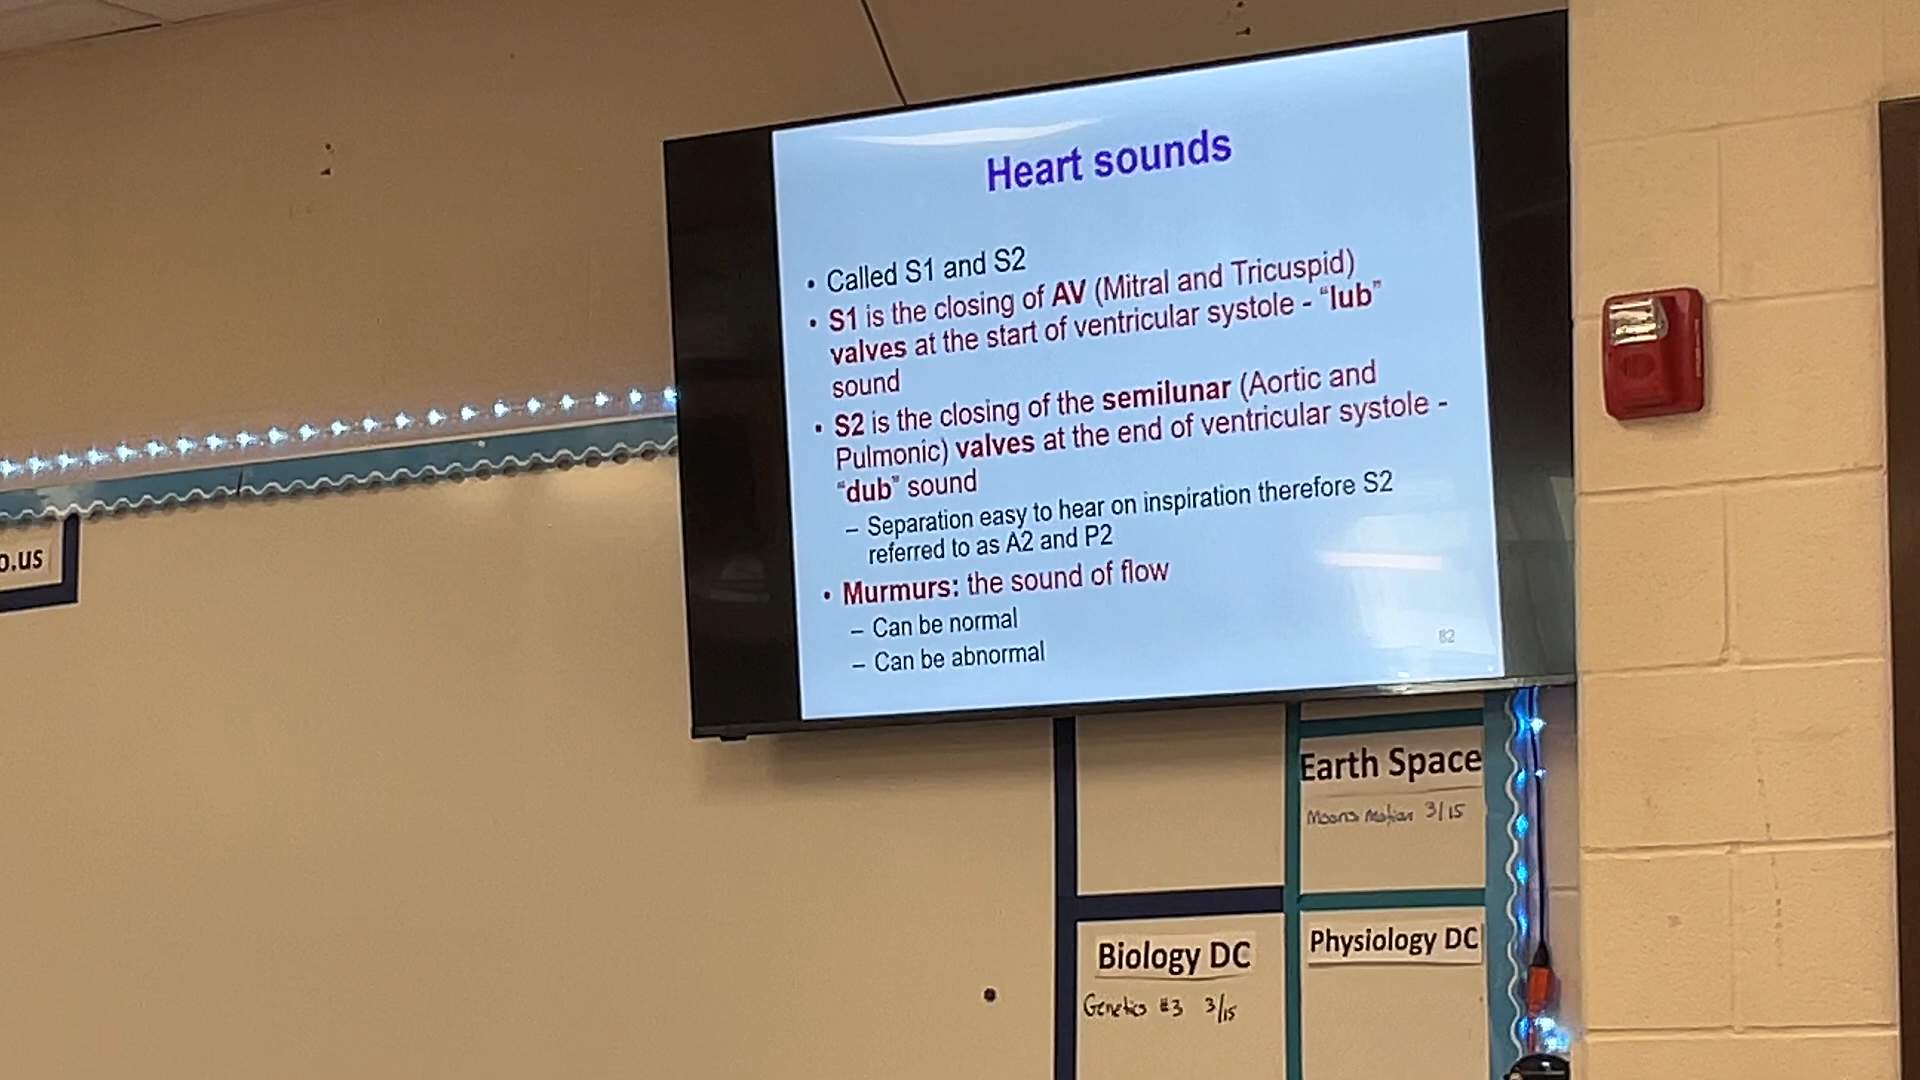 Heart sounds
• Called S1 and S2
• S1 is the closing of AV (Mitral and Tricuspid)
valves at the start of ventricular systole - "lub"
sound
• S2 is the closing of the semilunar (Aortic and
Pulmonic) valves at the end of ventricular systole -
"dub" sound
– Separation easy to hear on inspiration therefore S2
referred to as A2 and P2
• Murmurs: the sound of flow
– Can be normal
– Can be abnormal
82
o.us
Earth Space
Moons Motion 3/15
Biology DC
Genetics #3 3/15
Physiology DC